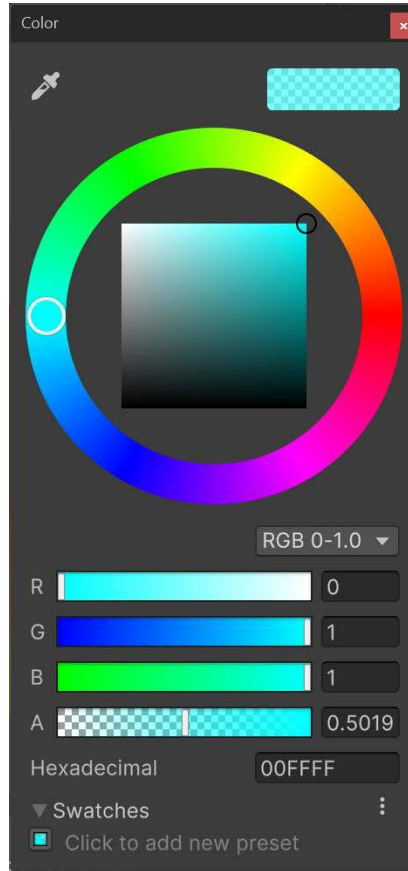 Color
x
RGB 0-1.0
R 0
G 1
B 1
A 0.5019
Hexadecimal 00FFFF
Swatches
Click to add new preset